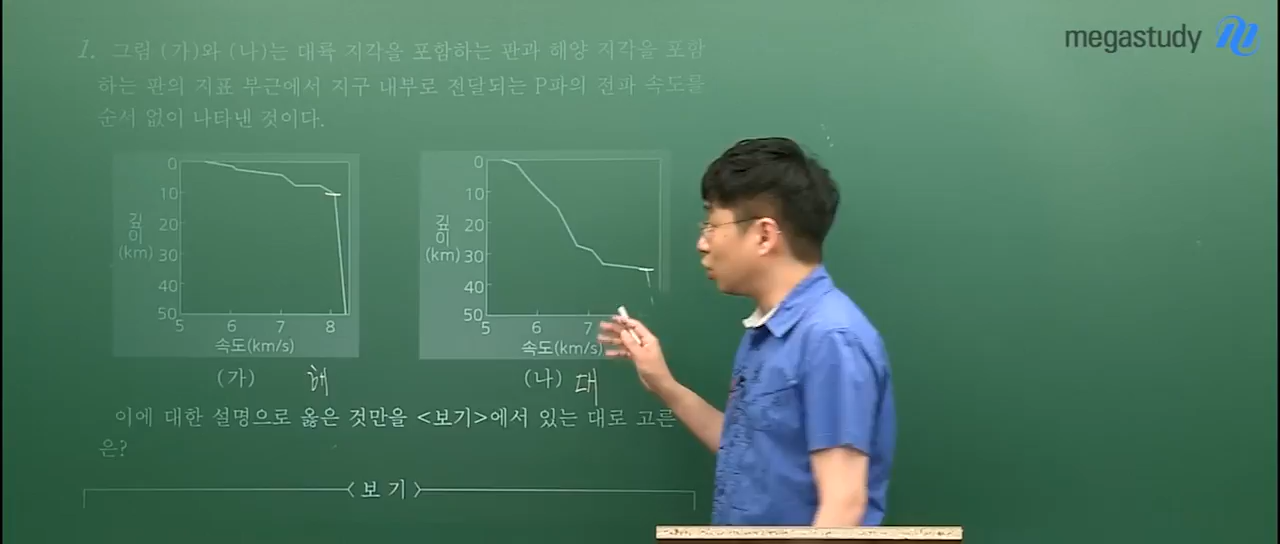 megastudy
1. 그림 (가)와 (나)는 대륙 지각을 포함하는 판과 해양 지각을 포함
하는 판의 지표 부근에서 지구 내부로 전달되는 P파의 전파 속도를
순서 없이 나타낸 것이다.
0
10
20
30
40
50
깊이
(km)
5 6 7 8
속도(km/s)
(가) 해
0
10
20
30
40
50
깊이
(km)
5 6 7
속도(km/s)
(나) 대
이에 대한 설명으로 옳은 것만을 <보기>에서 있는 대로 고른
은?
<보 기>